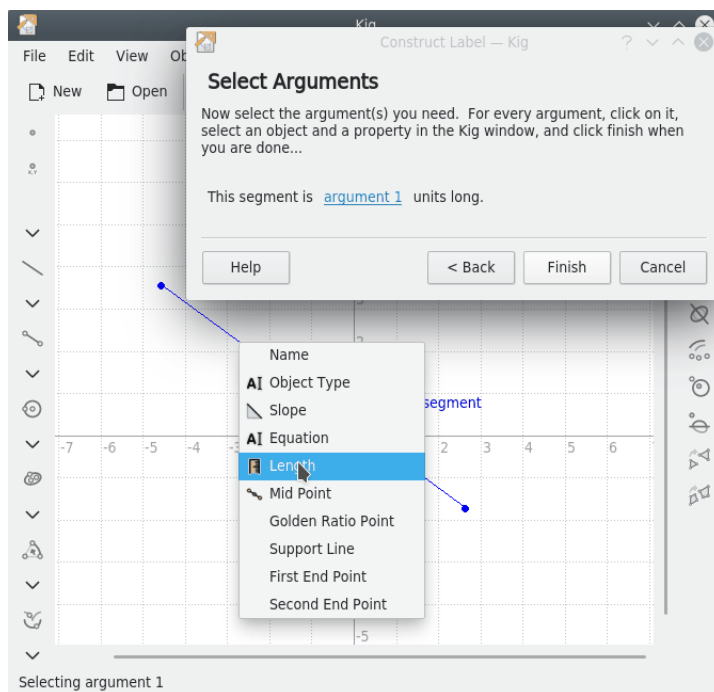 Kig
File Edit View Ob
New Open
Construct Label — Kig
Select Arguments
Now select the argument(s) you need. For every argument, click on it,
select an object and a property in the Kig window, and click finish when
you are done...
This segment is argument 1 units long.
Help < Back Finish Cancel
X,Y
3
2
segment
-7 -6 -5 -4 -3 2 3 4 5 6
-5
Name
Object Type
Slope
Equation
Length
Mid Point
Golden Ratio Point
Support Line
First End Point
Second End Point
Selecting argument 1